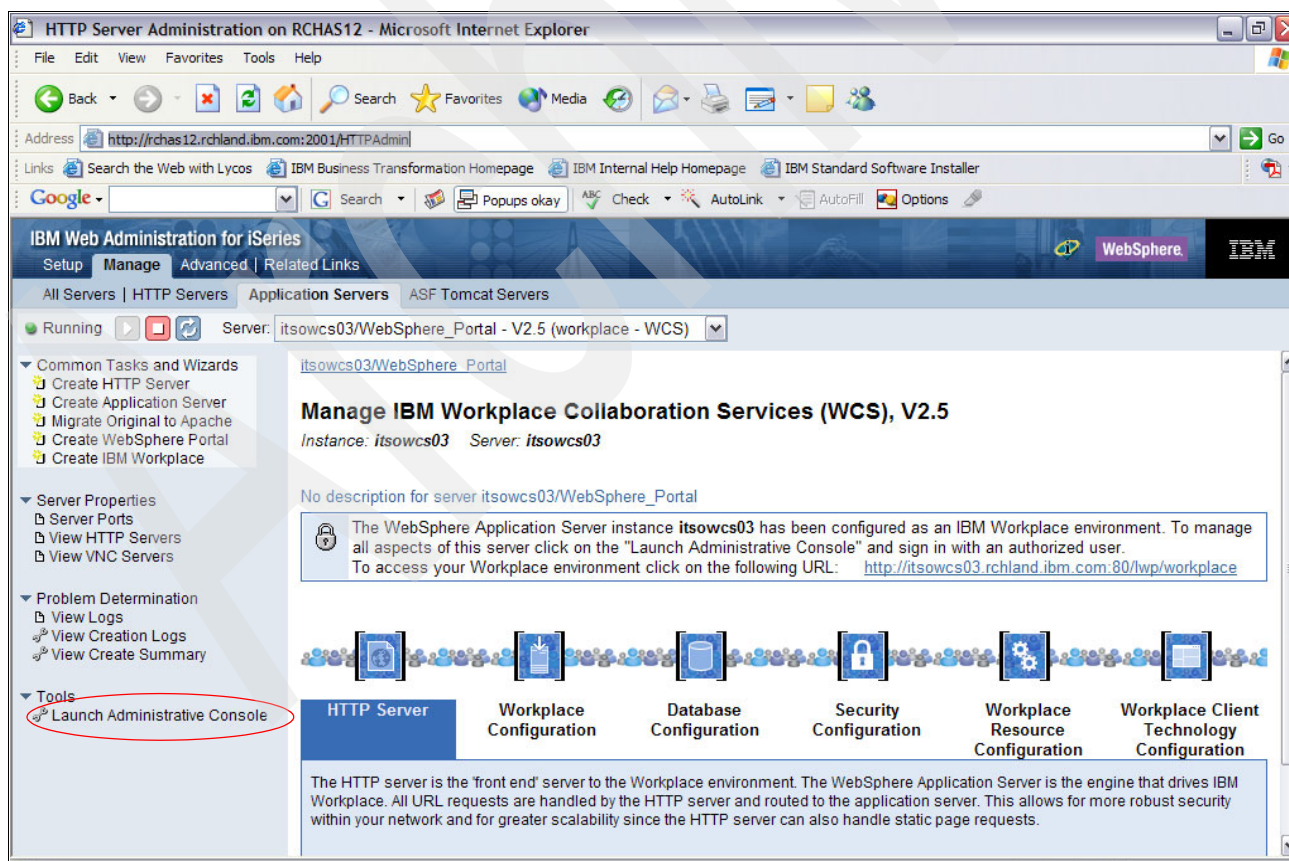 HTTP Server Administration on RCHAS12 - Microsoft Internet Explorer
File Edit View Favorites Tools Help
Back Search Favorites Media
Address http://rchas12.rchland.ibm.com:2001/HTTPAdmin Go
Links Search the Web with Lycos IBM Business Transformation Homepage IBM Internal Help Homepage IBM Standard Software Installer
Google Search Popups okay ABC Check AutoLink AutoFill Options
IBM Web Administration for iSeries
Setup Manage Advanced | Related Links WebSphere. IBM
All Servers | HTTP Servers Application Servers ASF Tomcat Servers
Running Server: itsowcs03/WebSphere_Portal - V2.5 (workplace - WCS)
Common Tasks and Wizards
Create HTTP Server
Create Application Server
Migrate Original to Apache
Create WebSphere Portal
Create IBM Workplace
Server Properties
Server Ports
View HTTP Servers
View VNC Servers
Problem Determination
View Logs
View Creation Logs
View Create Summary
Tools
Launch Administrative Console
itsowcs03/WebSphere_Portal
Manage IBM Workplace Collaboration Services (WCS), V2.5
Instance: itsowcs03 Server: itsowcs03
No description for server itsowcs03/WebSphere_Portal
The WebSphere Application Server instance itsowcs03 has been configured as an IBM Workplace environment. To manage
all aspects of this server click on the "Launch Administrative Console" and sign in with an authorized user.
To access your Workplace environment click on the following URL: http://itsowcs03.rchland.ibm.com:80/lwp/workplace
HTTP Server
Workplace
Configuration
Database
Configuration
Security
Configuration
Workplace
Resource
Configuration
Workplace Client
Technology
Configuration
The HTTP server is the 'front end' server to the Workplace environment. The WebSphere Application Server is the engine that drives IBM
Workplace. All URL requests are handled by the HTTP server and routed to the application server. This allows for more robust security
within your network and for greater scalability since the HTTP server can also handle static page requests.